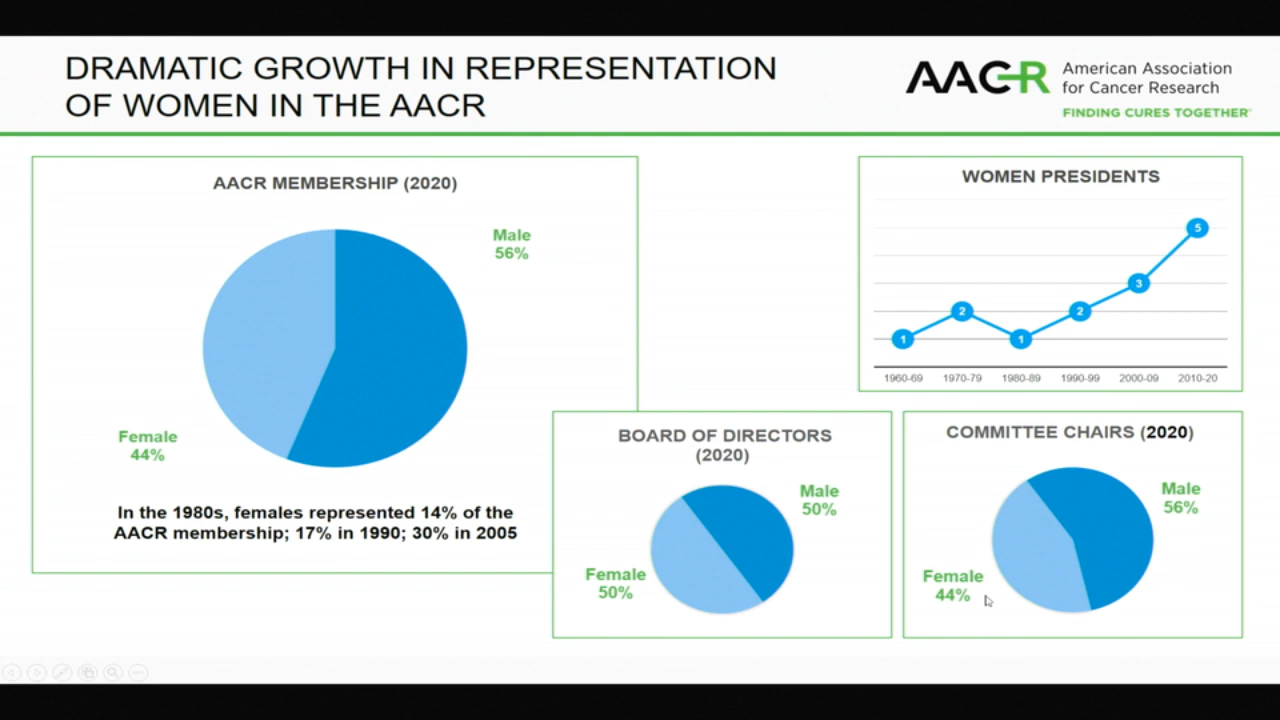 DRAMATIC GROWTH IN REPRESENTATION
OF WOMEN IN THE AACR
AACR
American Association
for Cancer Research
FINDING CURES TOGETHER
AACR MEMBERSHIP (2020)
Male
56%
Female
44%
In the 1980s, females represented 14% of the
AACR membership; 17% in 1990; 30% in 2005
WOMEN PRESIDENTS
1
2
1
2
3
5
1960-69
1970-79
1980-89
1990-99
2000-09
2010-20
BOARD OF DIRECTORS
(2020)
Male
50%
Female
50%
COMMITTEE CHAIRS (2020)
Male
56%
Female
44%